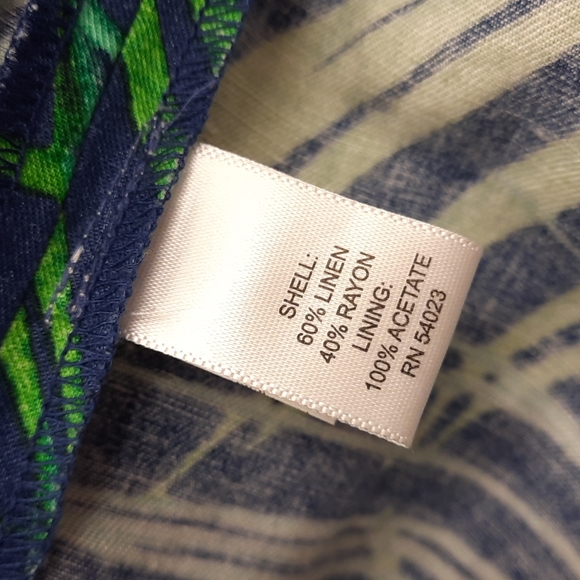 SHELL:
60% LINEN
40% RAYON
LINING:
100% ACETATE
RN 54023